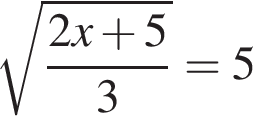 √((2x + 5)/3) = 5